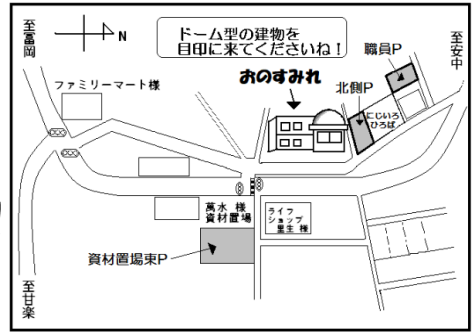 至富岡
N
ドーム型の建物を
目印に来てくださいね！
至安中
職員P
おのすみれ
北側P
ファミリーマート様
にじいろ
ひろば
萬水 様
資材置場
ライフ
ショップ
里生 様
資材置場東P
至甘楽